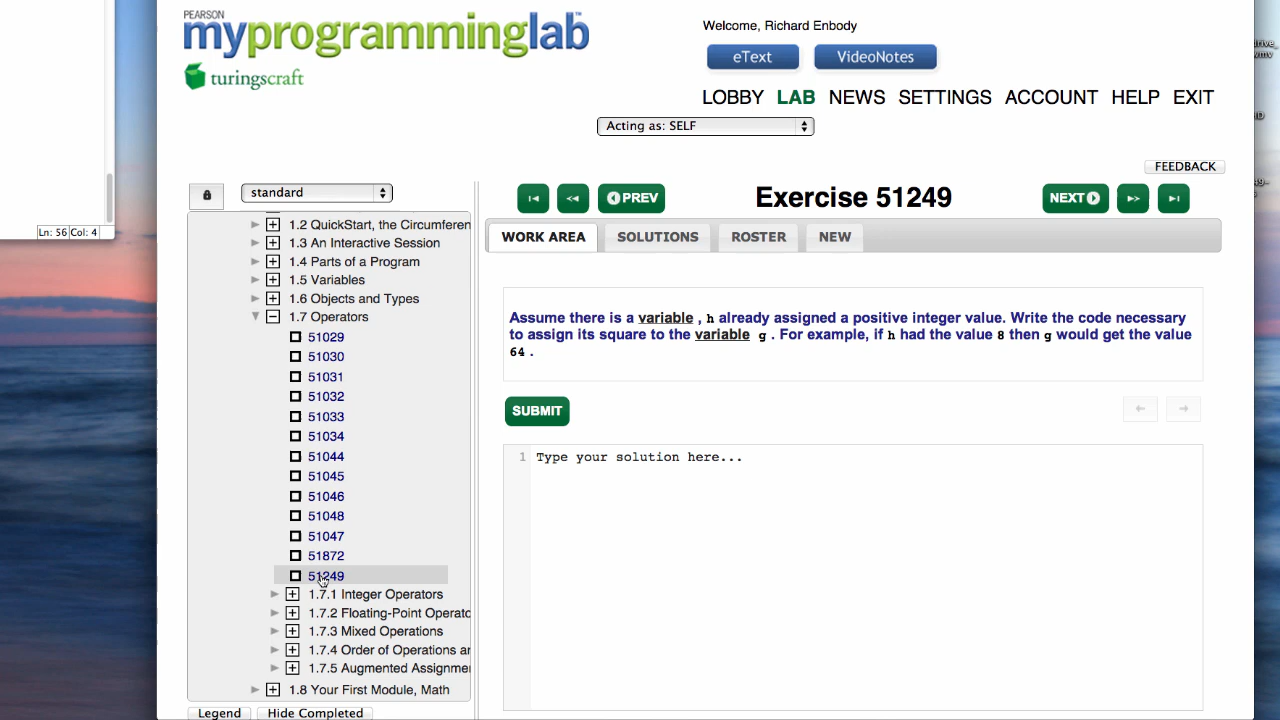 PEARSON
myprogramminglab™
turingscraft
Welcome, Richard Enbody
eText
VideoNotes
LOBBY LAB NEWS SETTINGS ACCOUNT HELP EXIT
Acting as: SELF
FEEDBACK
standard
PREV
Exercise 51249
NEXT
WORK AREA
SOLUTIONS
ROSTER
NEW
1.2 QuickStart, the Circumferen
1.3 An Interactive Session
1.4 Parts of a Program
1.5 Variables
1.6 Objects and Types
1.7 Operators
51029
51030
51031
51032
51033
51034
51044
51045
51046
51048
51047
51872
51249
1.7.1 Integer Operators
1.7.2 Floating-Point Operato
1.7.3 Mixed Operations
1.7.4 Order of Operations an
1.7.5 Augmented Assignmen
1.8 Your First Module, Math
Legend
Hide Completed
Assume there is a variable , h already assigned a positive integer value. Write the code necessary
to assign its square to the variable g . For example, if h had the value 8 then g would get the value
64 .
SUBMIT
1 Type your solution here...
Ln: 56 Col: 4